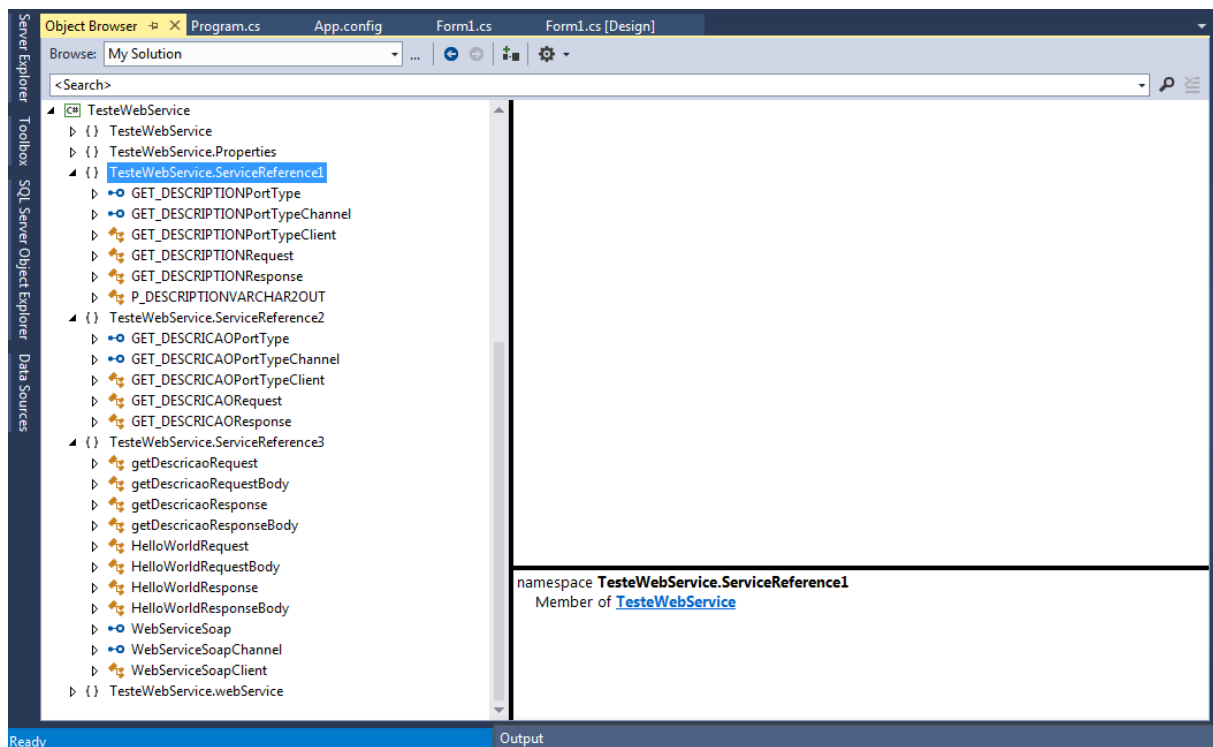 Object Browser Program.cs App.config Form1.cs Form1.cs [Design]
Browse: My Solution ...
<Search>
Server Explorer
Toolbox
SQL Server Object Explorer
Data Sources
C# TesteWebService
{ } TesteWebService
{ } TesteWebService.Properties
{ } TesteWebService.ServiceReference1
GET_DESCRIPTIONPortType
GET_DESCRIPTIONPortTypeChannel
GET_DESCRIPTIONPortTypeClient
GET_DESCRIPTIONRequest
GET_DESCRIPTIONResponse
P_DESCRIPTIONVARCHAR2OUT
{ } TesteWebService.ServiceReference2
GET_DESCRICAOPortType
GET_DESCRICAOPortTypeChannel
GET_DESCRICAOPortTypeClient
GET_DESCRICAORequest
GET_DESCRICAOResponse
{ } TesteWebService.ServiceReference3
getDescricaoRequest
getDescricaoRequestBody
getDescricaoResponse
getDescricaoResponseBody
HelloWorldRequest
HelloWorldRequestBody
HelloWorldResponse
HelloWorldResponseBody
WebServiceSoap
WebServiceSoapChannel
WebServiceSoapClient
{ } TesteWebService.webService
namespace TesteWebService.ServiceReference1
Member of TesteWebService
Ready
Output